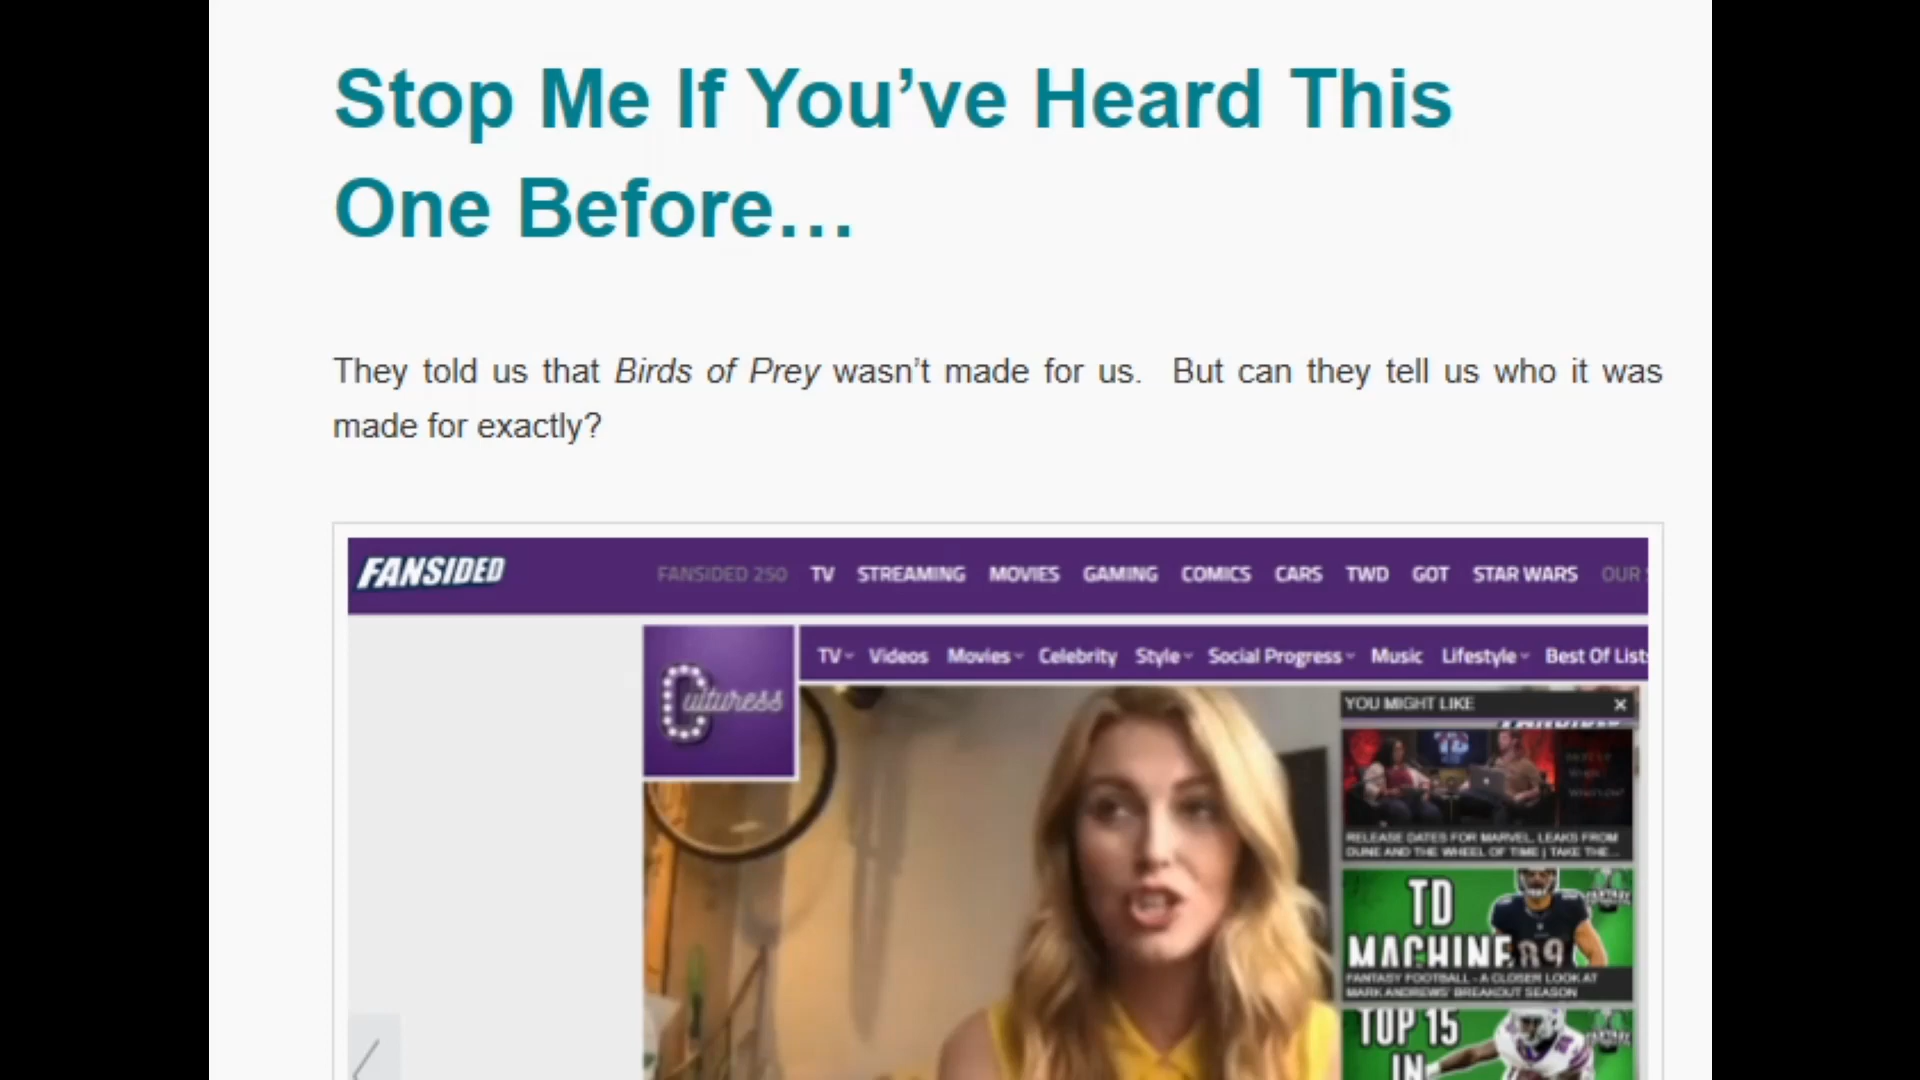 Stop Me If You’ve Heard This
One Before…
They told us that Birds of Prey wasn’t made for us. But can they tell us who it was
made for exactly?
FANSIDED
FANSIDED 250 TV STREAMING MOVIES GAMING COMICS CARS TWD GOT STAR WARS OUR
Culturess
TV Videos Movies Celebrity Style Social Progress Music Lifestyle Best Of Lists
YOU MIGHT LIKE
RELEASE DATES FOR MARVEL, LEAKS FROM
DUNE AND THE WHEEL OF TIME | TAKE THE...
TD
MACHINE
89
FANTASY FOOTBALL - A CLOSER LOOK AT
MARK ANDREWS' BREAKOUT SEASON
TOP 15
IN